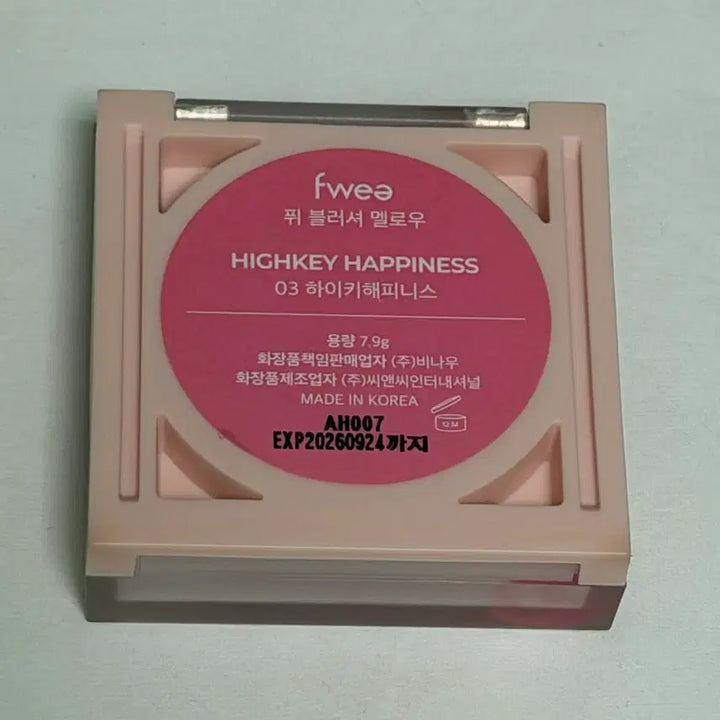 fwee
퓌 블러셔 멜로우
HIGHKEY HAPPINESS
03 하이키해피니스
용량 7.9g
화장품책임판매업자 (주)비나우
화장품제조업자 (주)씨앤씨인터내셔널
MADE IN KOREA
12 M
AH007
EXP20260924까지